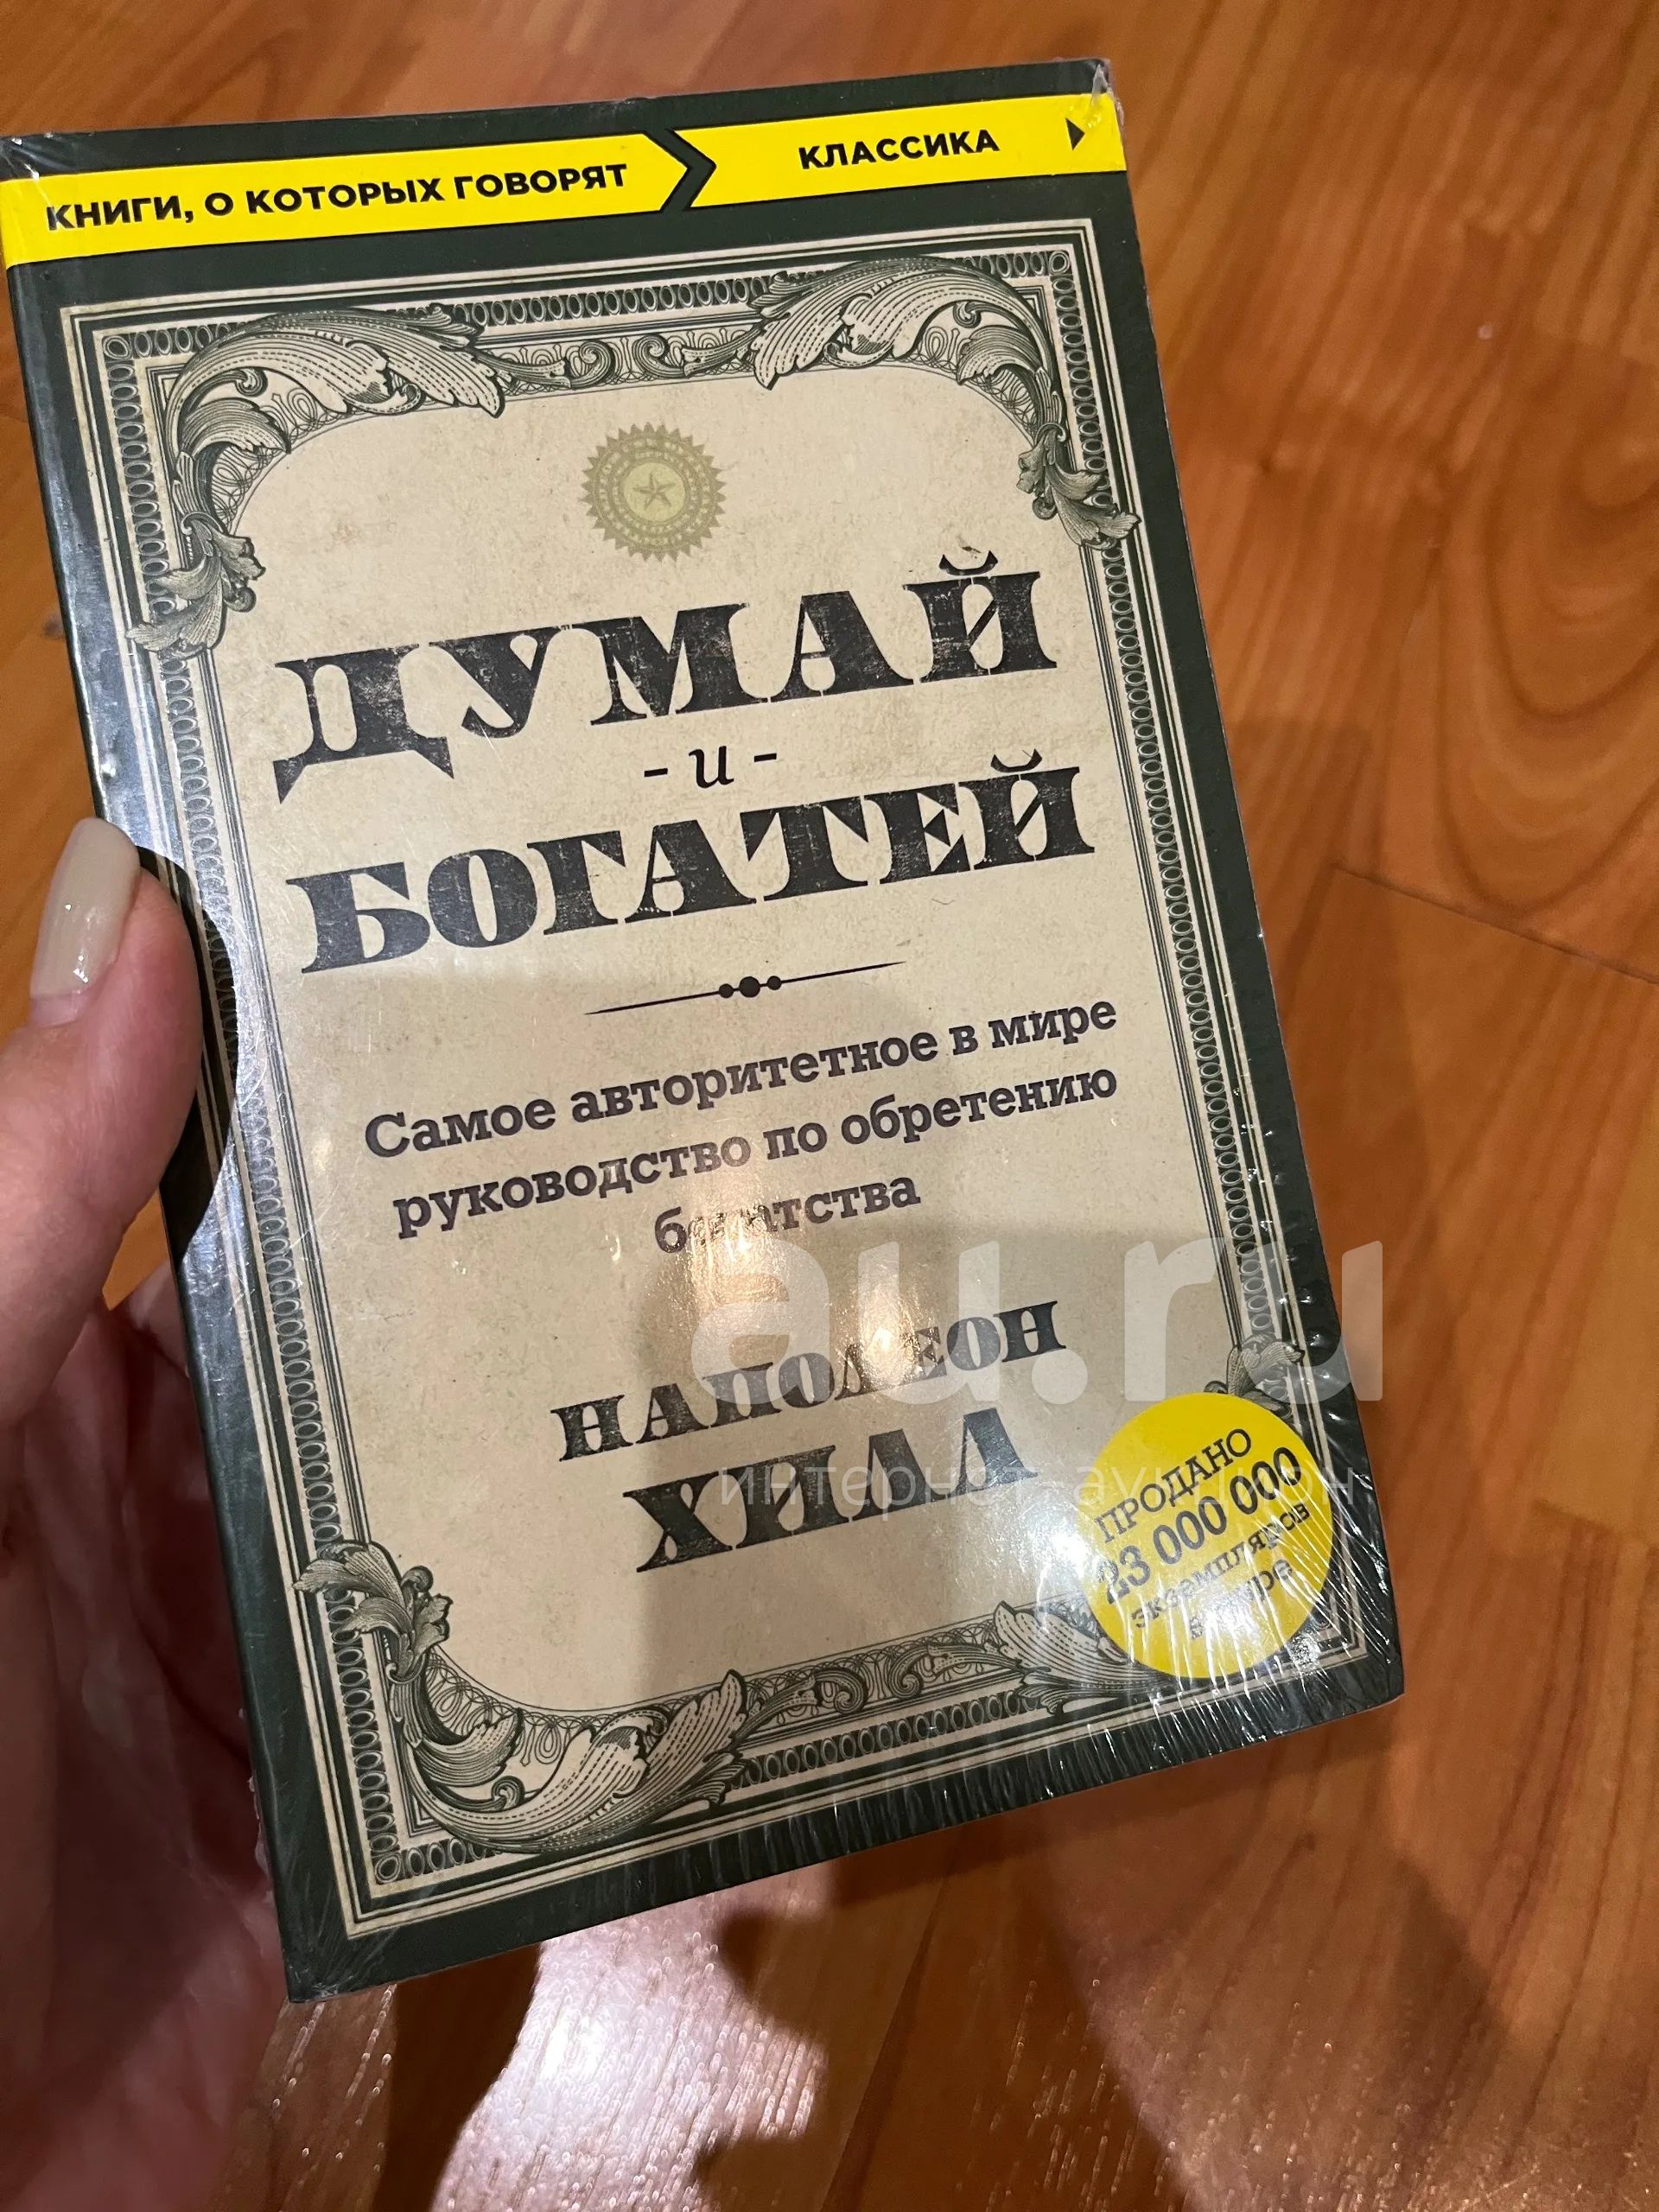 КНИГИ, О КОТОРЫХ ГОВОРЯТ
КЛАССИКА
ДУМАЙ
- и -
БОГАТЕЙ
Самое авторитетное в мире
руководство по обретению
богатства
НАПОЛЕОН
ХИЛЛ
au.ru
интернет-аукцион
ПРОДАНО
23 000 000
экземпляров
в мире